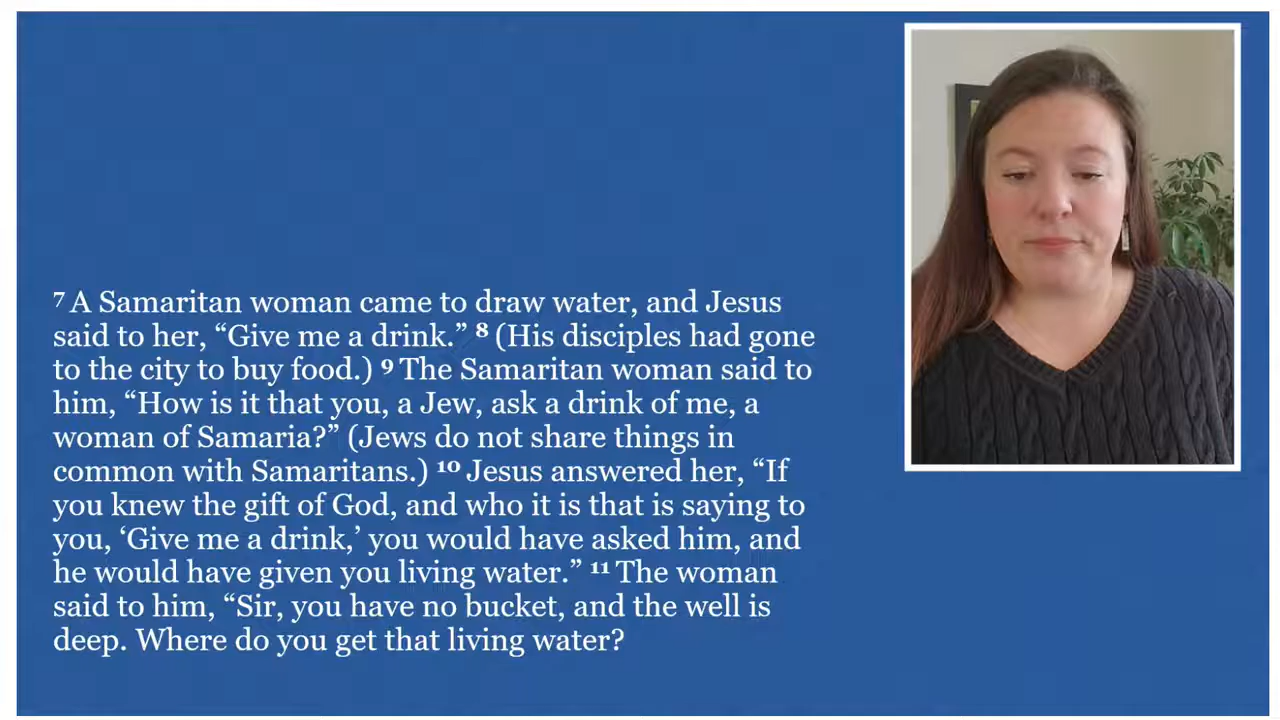 ⁷ A Samaritan woman came to draw water, and Jesus
said to her, “Give me a drink.” ⁸ (His disciples had gone
to the city to buy food.) ⁹ The Samaritan woman said to
him, “How is it that you, a Jew, ask a drink of me, a
woman of Samaria?” (Jews do not share things in
common with Samaritans.) ¹⁰ Jesus answered her, “If
you knew the gift of God, and who it is that is saying to
you, ‘Give me a drink,’ you would have asked him, and
he would have given you living water.” ¹¹ The woman
said to him, “Sir, you have no bucket, and the well is
deep. Where do you get that living water?